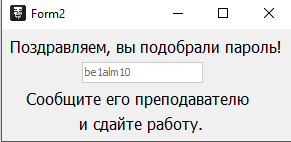 Form2
Поздравляем, вы подобрали пароль!
be1alm10
Сообщите его преподавателю
и сдайте работу.